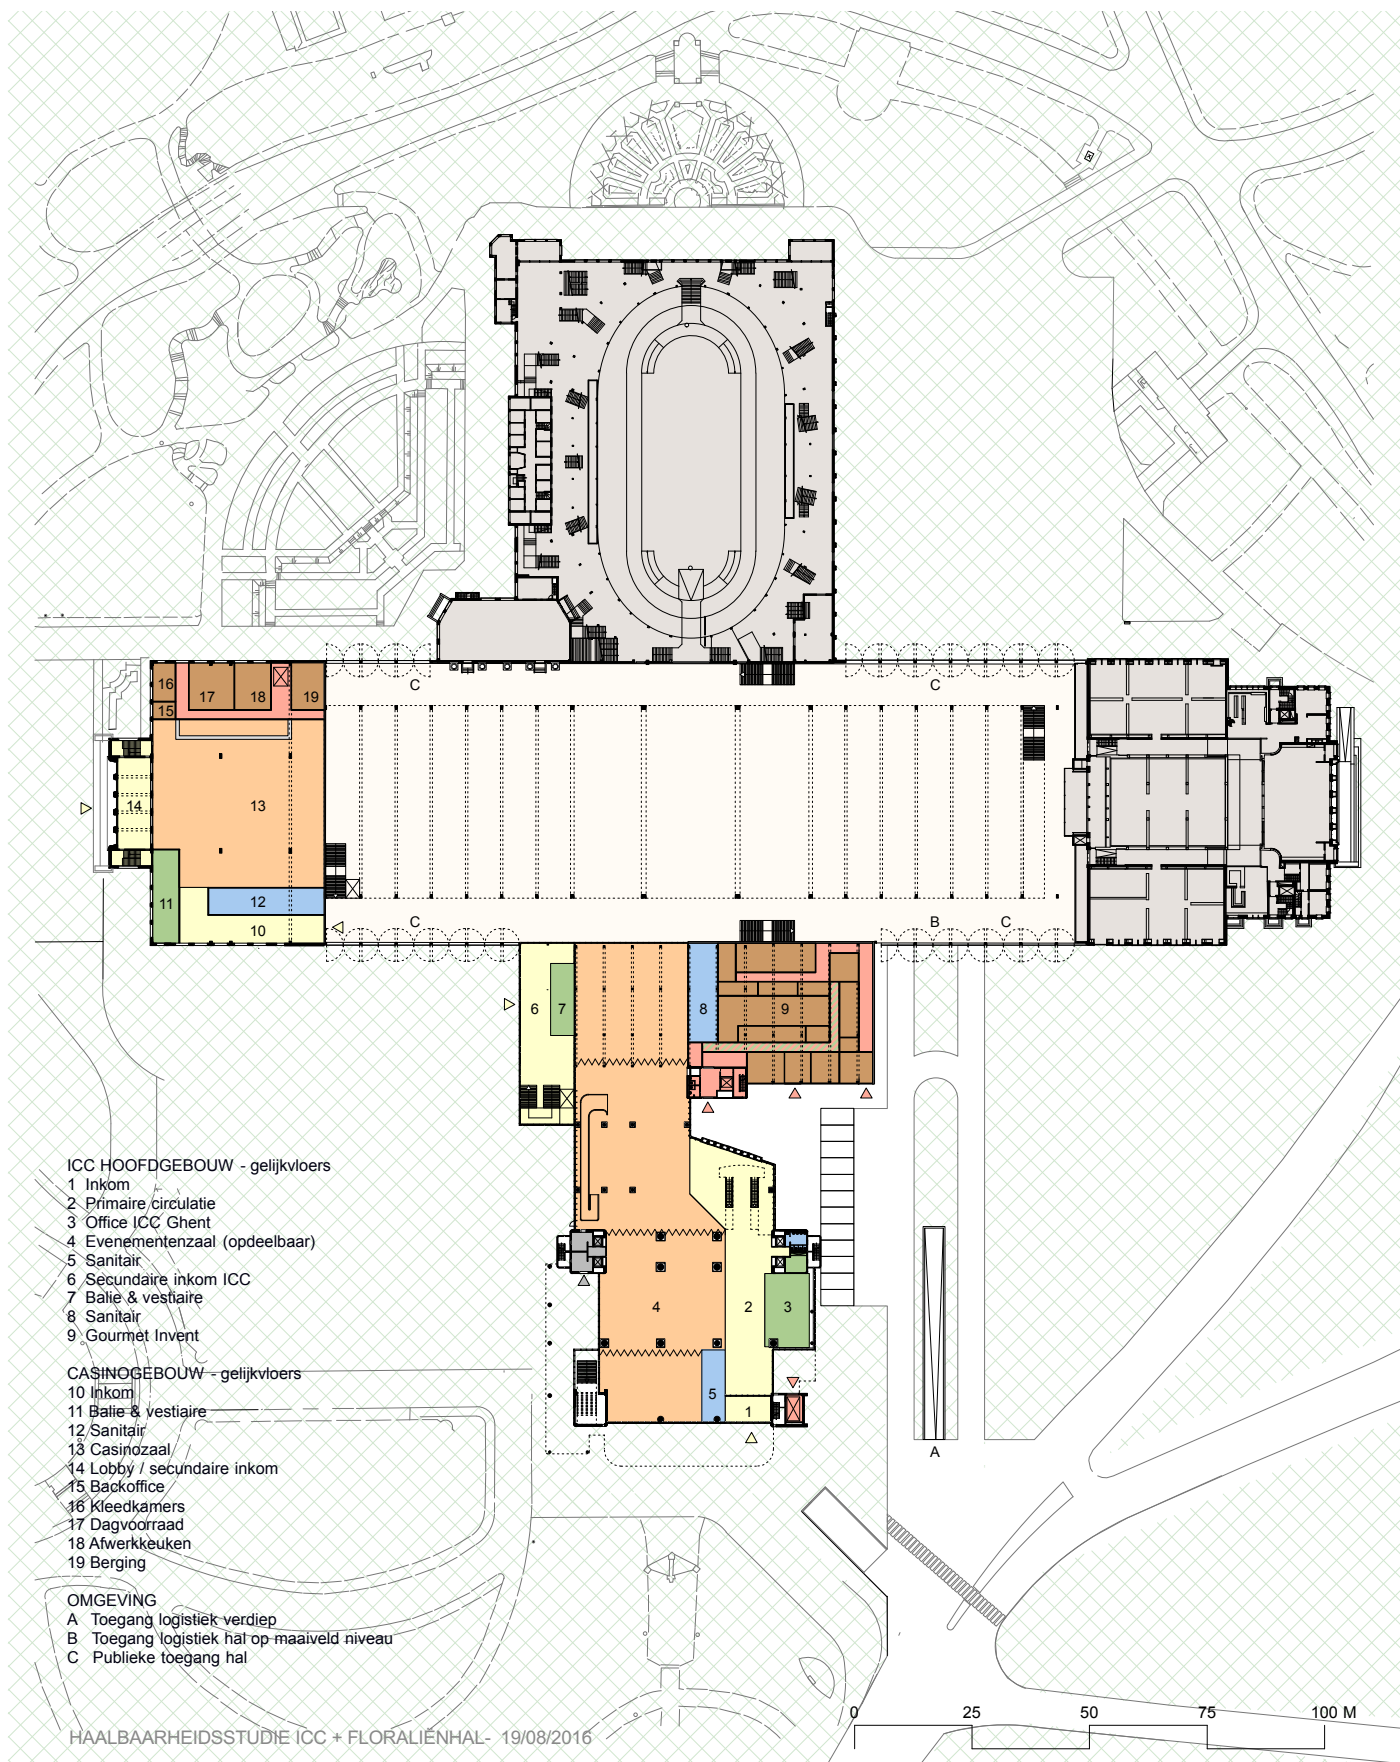 C
C
16
17
18
19
15
14
13
11
12
10
C
B
C
6
7
8
9
ICC HOOFDGEBOUW - gelijkvloers
1 Inkom
2 Primaire circulatie
3 Office ICC Ghent
4 Evenementenzaal (opdeelbaar)
5 Sanitair
6 Secundaire inkom ICC
7 Balie & vestiaire
8 Sanitair
9 Gourmet Invent
4
2
3
5
1
CASINOGEBOUW - gelijkvloers
10 Inkom
11 Balie & vestiaire
12 Sanitair
13 Casinozaal
14 Lobby / secundaire inkom
15 Backoffice
16 Kleedkamers
17 Dagvoorraad
18 Afwerkkeuken
19 Berging
A
OMGEVING
A Toegang logistiek verdiep
B Toegang logistiek hal op maaiveld niveau
C Publieke toegang hal
0 25 50 75 100 M
HAALBAARHEIDSSTUDIE ICC + FLORALIËNHAL- 19/08/2016